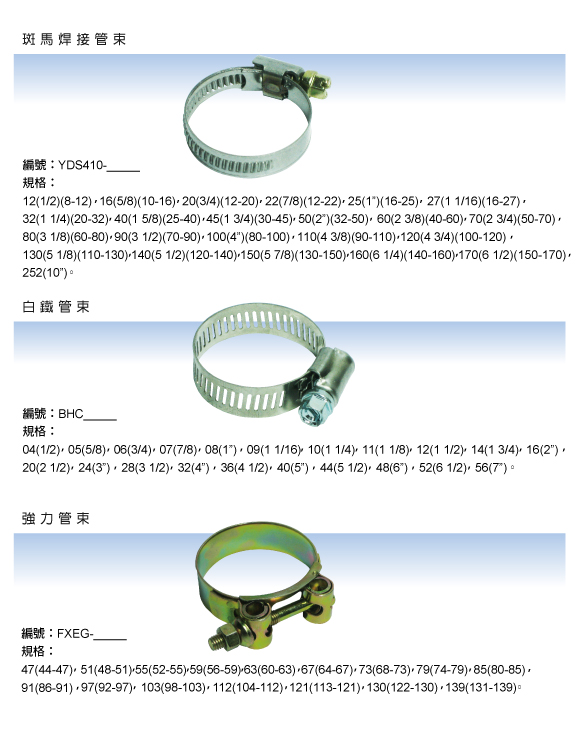 斑馬焊接管束
編號：YDS410-_____
規格：
12(1/2)(8-12)，16(5/8)(10-16)，20(3/4)(12-20)，22(7/8)(12-22)，25(1”)(16-25)，27(1 1/16)(16-27)，
32(1 1/4)(20-32)，40(1 5/8)(25-40)，45(1 3/4)(30-45)，50(2”)(32-50)，60(2 3/8)(40-60)，70(2 3/4)(50-70)，
80(3 1/8)(60-80)，90(3 1/2)(70-90)，100(4”)(80-100)，110(4 3/8)(90-110)，120(4 3/4)(100-120)，
130(5 1/8)(110-130)，140(5 1/2)(120-140)，150(5 7/8)(130-150)，160(6 1/4)(140-160)，170(6 1/2)(150-170)，
252(10”)。
白鐵管束
編號：BHC_____
規格：
04(1/2)，05(5/8)，06(3/4)，07(7/8)，08(1”)，09(1 1/16)，10(1 1/4)，11(1 1/8)，12(1 1/2)，14(1 3/4)，16(2”)，
20(2 1/2)，24(3”)，28(3 1/2)，32(4”)，36(4 1/2)，40(5”)，44(5 1/2)，48(6”)，52(6 1/2)，56(7”)。
強力管束
編號：FXEG-_____
規格：
47(44-47)，51(48-51)，55(52-55)，59(56-59)，63(60-63)，67(64-67)，73(68-73)，79(74-79)，85(80-85)，
91(86-91)，97(92-97)，103(98-103)，112(104-112)，121(113-121)，130(122-130)，139(131-139)。